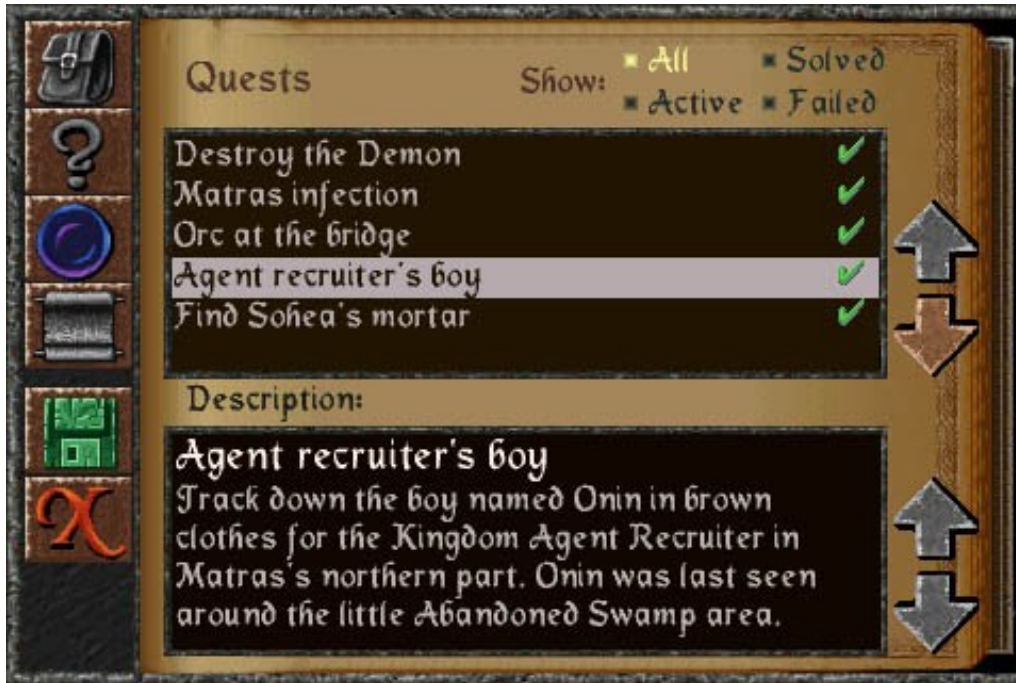 Quests
Show:
All
Solved
Active
Failed
Destroy the Demon
Matras infection
Orc at the bridge
Agent recruiter's boy
Find Sohea's mortar
Description:
Agent recruiter's boy
Track down the boy named Onin in brown
clothes for the Kingdom Agent Recruiter in
Matras's northern part. Onin was last seen
around the little Abandoned Swamp area.